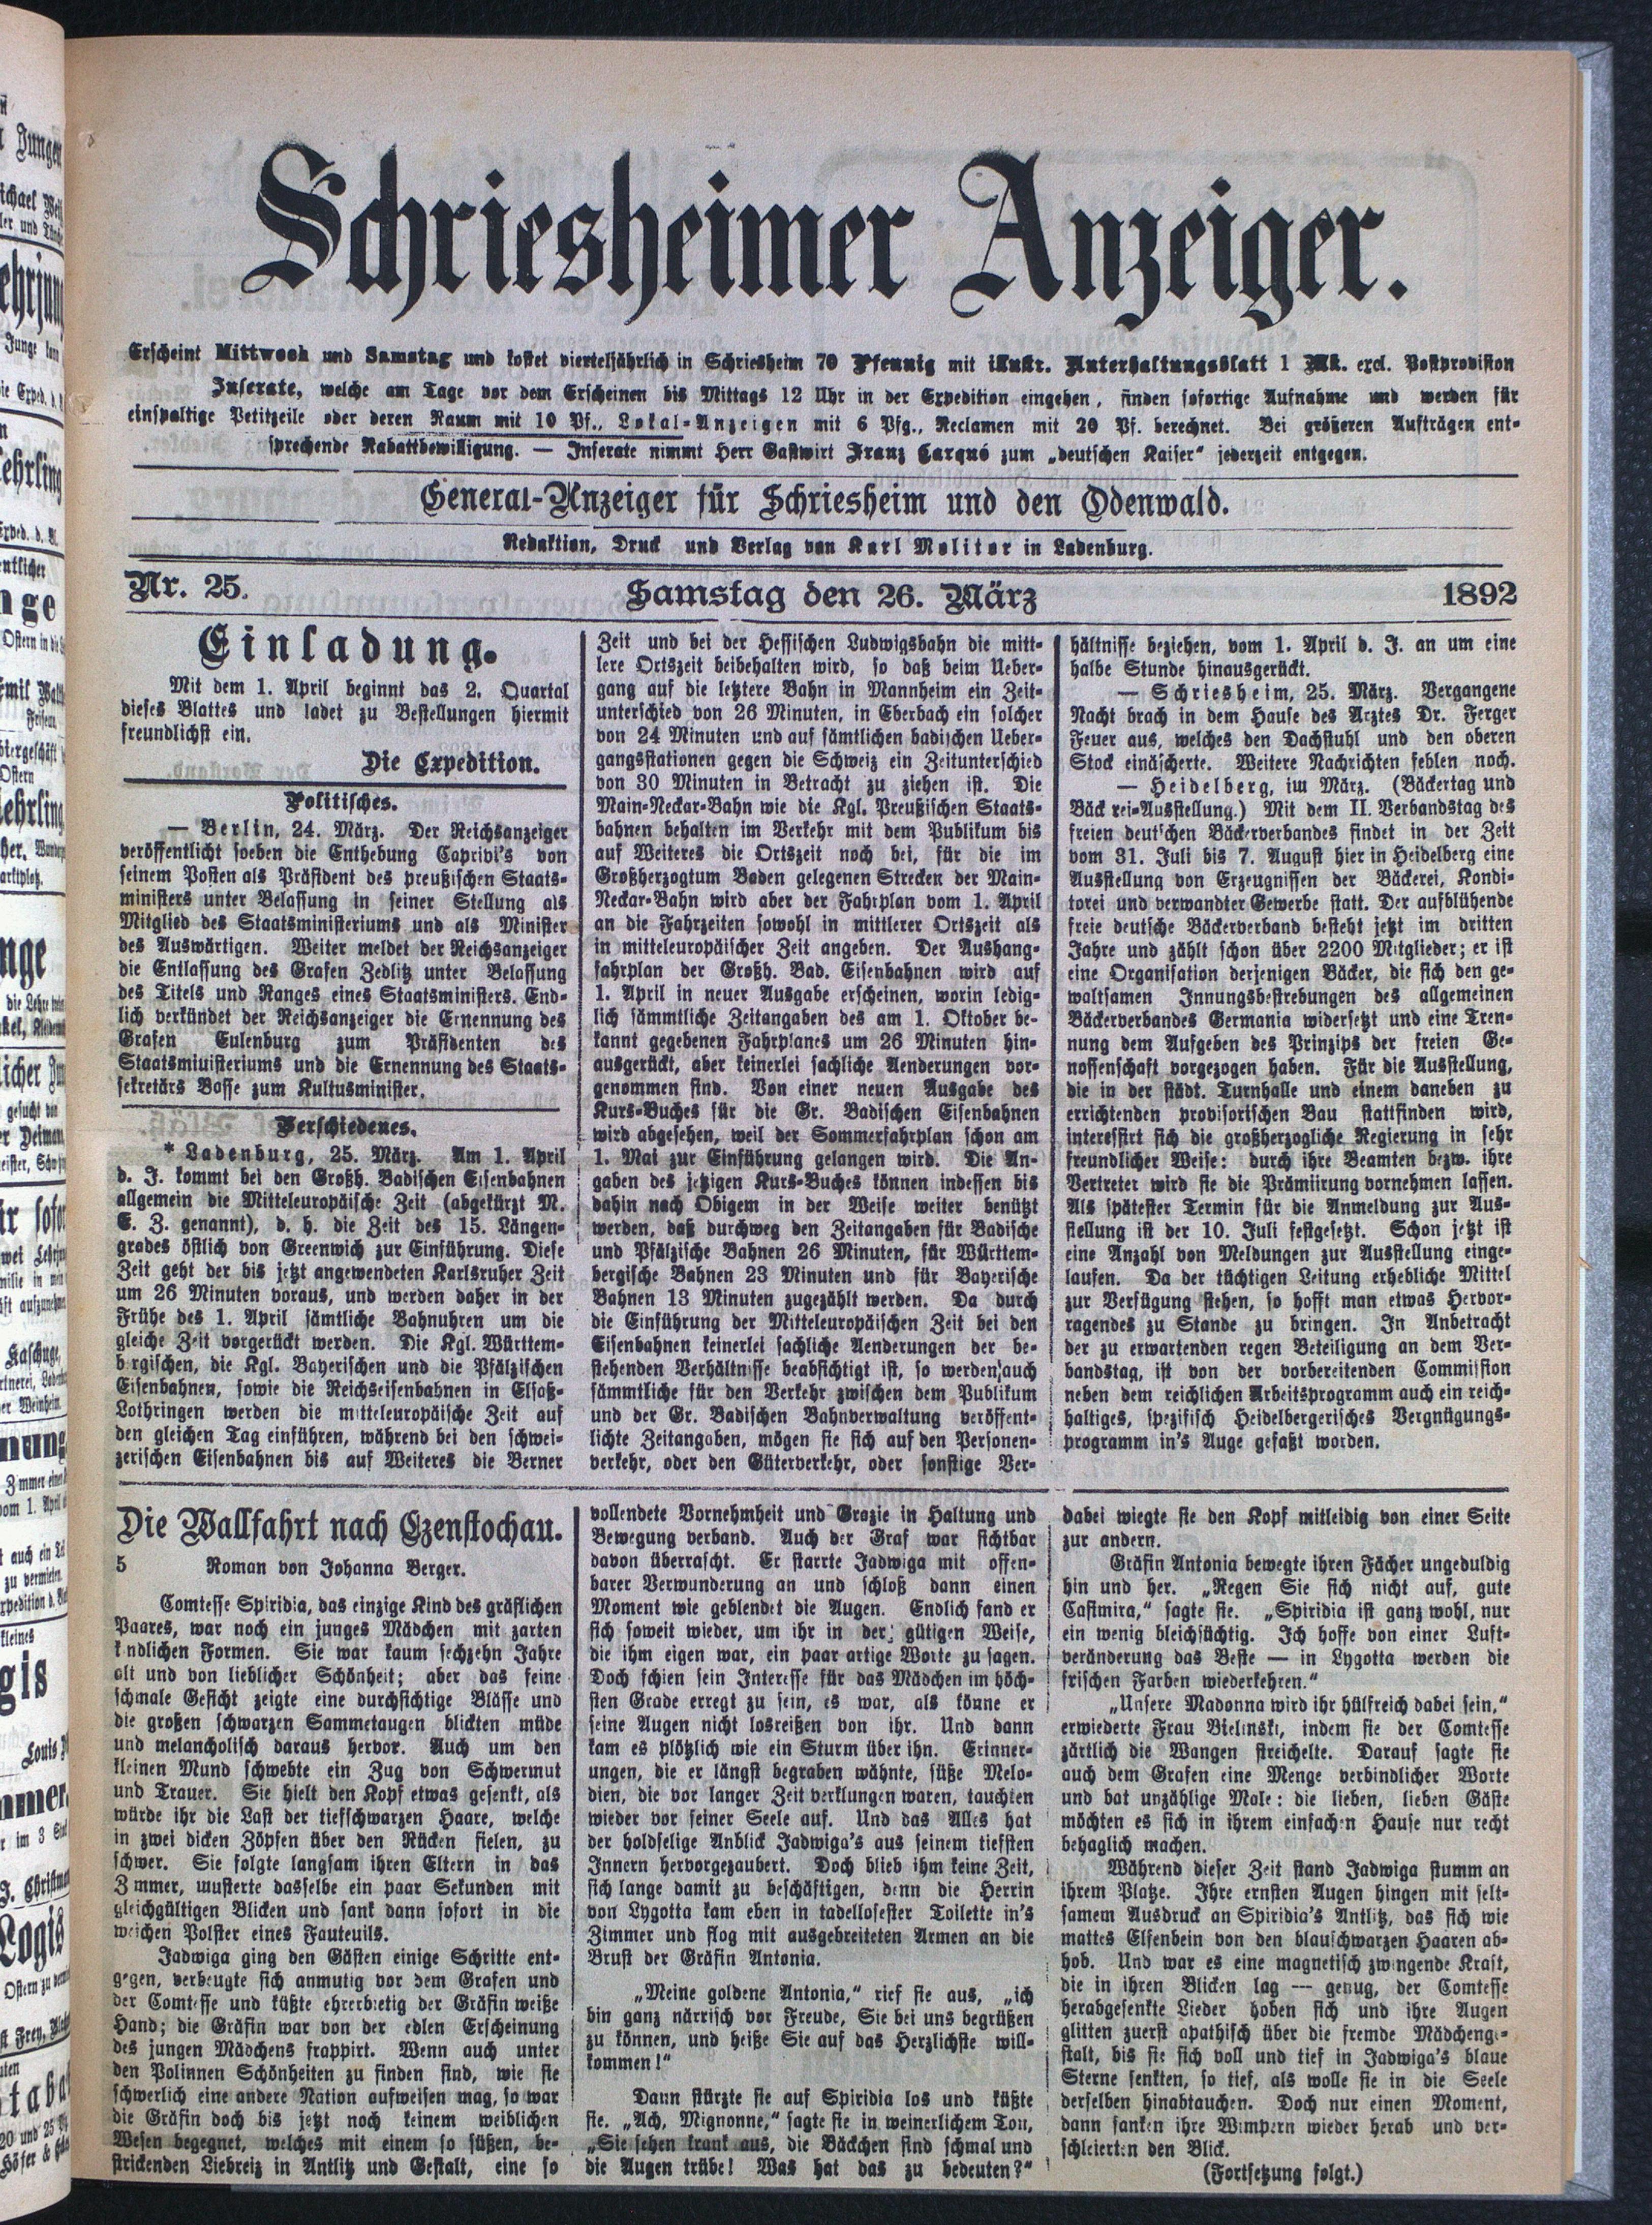 Schriesheimer Anzeiger.
Erscheint Mittwoch und Samstag und kostet vierteljährlich in Schriesheim 70 Pfennig mit illustr. Unterhaltungsblatt 1 Mk. excl. Postprovision
Inserate, welche am Tage vor dem Erscheinen bis Mittags 12 Uhr in der Expedition eingehen, finden sofortige Aufnahme und werden für
einspaltige Petitzeile oder deren Raum mit 10 Pf., Lokal-Anzeigen mit 6 Pfg., Reclamen mit 20 Pf. berechnet. Bei größeren Aufträgen ent-
sprechende Rabattbewilligung. — Inserate nimmt Herr Gastwirt Franz Carqué zum „deutschen Kaiser“ jederzeit entgegen.
General-Anzeiger für Schriesheim und den Odenwald.
Redaktion, Druck und Verlag von Karl Molitor in Ladenburg.
Nr. 25. Samstag den 26. März 1892
Einladung.
Mit dem 1. April beginnt das 2. Quartal
dieses Blattes und ladet zu Bestellungen hiermit
freundlichst ein.
Die Expedition.
Politisches.
— Berlin, 24. März. Der Reichsanzeiger
veröffentlicht soeben die Enthebung Caprivi's von
seinem Posten als Präsident des preußischen Staats-
ministers unter Belassung in seiner Stellung als
Mitglied des Staatsministeriums und als Minister
des Auswärtigen. Weiter meldet der Reichsanzeiger
die Entlassung des Grafen Zedlitz unter Belassung
des Titels und Ranges eines Staatsministers. End-
lich verkündet der Reichsanzeiger die Ernennung des
Grafen Eulenburg zum Präsidenten des
Staatsmiuisteriums und die Ernennung des Staats-
sekretärs Bosse zum Kultusminister.
Verschiedenes.
* Ladenburg, 25. März. Am 1. April
d. J. kommt bei den Großh. Badischen Eisenbahnen
allgemein die Mitteleuropäische Zeit (abgekürzt M.
E. Z. genannt), d. h. die Zeit des 15. Längen-
grades östlich von Greenwich zur Einführung. Diese
Zeit geht der bis jetzt angewendeten Karlsruher Zeit
um 26 Minuten voraus, und werden daher in der
Frühe des 1. April sämtliche Bahnuhren um die
gleiche Zeit vorgerückt werden. Die Kgl. Württem-
b rgischen, die Kgl. Bayerischen und die Pfälzischen
Eisenbahnen, sowie die Reichseisenbahnen in Elsaß-
Lothringen werden die mitteleuropäische Zeit auf
den gleichen Tag einführen, während bei den schwei-
zerischen Eisenbahnen bis auf Weiteres die Berner
Zeit und bei der Hessischen Ludwigsbahn die mitt-
lere Ortszeit beibehalten wird, so daß beim Ueber-
gang auf die letztere Bahn in Mannheim ein Zeit-
unterschied von 26 Minuten, in Eberbach ein solcher
von 24 Minuten und auf sämtlichen badischen Ueber-
gangsstationen gegen die Schweiz ein Zeitunterschied
von 30 Minuten in Betracht zu ziehen ist. Die
Main-Neckar-Bahn wie die Kgl. Preußischen Staats-
bahnen behalten im Verkehr mit dem Publikum bis
auf Weiteres die Ortszeit noch bei, für die im
Großherzogtum Baden gelegenen Strecken der Main-
Neckar-Bahn wird aber der Fahrplan vom 1. April
an die Fahrzeiten sowohl in mittlerer Ortszeit als
in mitteleuropäischer Zeit angeben. Der Aushang-
fahrplan der Großh. Bad. Eisenbahnen wird auf
1. April in neuer Ausgabe erscheinen, worin ledig-
lich sämmtliche Zeitangaben des am 1. Oktober be-
kannt gegebenen Fahrplanes um 26 Minuten hin-
ausgerückt, aber keinerlei sachliche Aenderungen vor-
genommen sind. Von einer neuen Ausgabe des
Kurs-Buches für die Gr. Badischen Eisenbahnen
wird abgesehen, weil der Sommerfahrplan schon am
1. Mai zur Einführung gelangen wird. Die An-
gaben des jetzigen Kurs-Buches können indessen bis
dahin nach Obigem in der Weise weiter benützt
werden, daß durchweg den Zeitangaben für Badische
und Pfälzische Bahnen 26 Minuten, für Württem-
bergische Bahnen 23 Minuten und für Bayerische
Bahnen 13 Minuten zugezählt werden. Da durch
die Einführung der Mitteleuropäischen Zeit bei den
Eisenbahnen keinerlei sachliche Aenderungen der be-
stehenden Verhältnisse beabsichtigt ist, so werden auch
sämmtliche für den Verkehr zwischen dem Publikum
und der Gr. Badischen Bahnverwaltung veröffent-
lichte Zeitangaben, mögen sie sich auf den Personen-
verkehr, oder den Güterverkehr, oder sonstige Ver-
hältnisse beziehen, vom 1. April d. J. an um eine
halbe Stunde hinausgerückt.
— Schriesheim, 25. März. Vergangene
Nacht brach in dem Hause des Arztes Dr. Ferger
Feuer aus, welches den Dachstuhl und den oberen
Stock einäscherte. Weitere Nachrichten fehlen noch.
— Heidelberg, im März. (Bäckertag und
Bäck rei-Ausstellung.) Mit dem II. Verbandstag des
freien deutschen Bäckerverbandes findet in der Zeit
vom 31. Juli bis 7. August hier in Heidelberg eine
Ausstellung von Erzeugnissen der Bäckerei, Kondi-
torei und verwandter Gewerbe statt. Der aufblühende
freie deutsche Bäckerverband besteht jetzt im dritten
Jahre und zählt schon über 2200 Mitglieder; er ist
eine Organisation derjenigen Bäcker, die sich den ge-
waltsamen Innungsbestrebungen des allgemeinen
Bäckerverbandes Germania widersetzt und eine Tren-
nung dem Aufgeben des Prinzips der freien Ge-
nossenschaft vorgezogen haben. Für die Ausstellung,
die in der städt. Turnhalle und einem daneben zu
errichtenden provisorischen Bau stattfinden wird,
interessirt sich die großherzogliche Regierung in sehr
freundlicher Weise: durch ihre Beamten bezw. ihre
Vertreter wird sie die Prämiirung vornehmen lassen.
Als spätester Termin für die Anmeldung zur Aus-
stellung ist der 10. Juli festgesetzt. Schon jetzt ist
eine Anzahl von Meldungen zur Ausstellung einge-
laufen. Da der tüchtigen Leitung erhebliche Mittel
zur Verfügung stehen, so hofft man etwas Hervor-
ragendes zu Stande zu bringen. In Anbetracht
der zu erwartenden regen Beteiligung an dem Ver-
bandstag, ist von der vorbereitenden Commission
neben dem reichlichen Arbeitsprogramm auch ein reich-
haltiges, spezifisch Heidelbergerisches Vergnügungs-
programm in's Auge gefaßt worden.
Die Wallfahrt nach Czenstochau.
5 Roman von Johanna Berger.
Comtesse Spiridia, das einzige Kind des gräflichen
Paares, war noch ein junges Mädchen mit zarten
k ndlichen Formen. Sie war kaum sechzehn Jahre
alt und von lieblicher Schönheit; aber das feine
schmale Gesicht zeigte eine durchsichtige Blässe und
die großen schwarzen Sammetaugen blickten müde
und melancholisch daraus hervor. Auch um den
kleinen Mund schwebte ein Zug von Schwermut
und Trauer. Sie hielt den Kopf etwas gesenkt, als
würde ihr die Last der tiefschwarzen Haare, welche
in zwei dicken Zöpfen über den Rücken fielen, zu
schwer. Sie folgte langsam ihren Eltern in das
Z mmer, musterte dasselbe ein paar Sekunden mit
gleichgültigen Blicken und sank dann sofort in die
weichen Polster eines Fauteuils.
Jadwiga ging den Gästen einige Schritte ent-
gegen, verbeugte sich anmutig vor dem Grafen und
der Comtesse und küßte ehrerbietig der Gräfin weiße
Hand; die Gräfin war von der edlen Erscheinung
des jungen Mädchens frappirt. Wenn auch unter
den Polinnen Schönheiten zu finden sind, wie sie
schwerlich eine andere Nation aufweisen mag, so war
die Gräfin doch bis jetzt noch keinem weiblichen
Wesen begegnet, welches mit einem so süßen, be-
strickenden Liebreiz in Antlitz und Gestalt, eine so
vollendete Vornehmheit und Grazie in Haltung und
Bewegung verband. Auch der Graf war sichtbar
davon überrascht. Er starrte Jadwiga mit offen-
barer Verwunderung an und schloß dann einen
Moment wie geblendet die Augen. Endlich fand er
sich soweit wieder, um ihr in der gütigen Weise,
die ihm eigen war, ein paar artige Worte zu sagen.
Doch schien sein Interesse für das Mädchen im höch-
sten Grade erregt zu sein, es war, als könne er
seine Augen nicht losreißen von ihr. Und dann
kam es plötzlich wie ein Sturm über ihn. Erinner-
ungen, die er längst begraben wähnte, süße Melo-
dien, die vor langer Zeit verklungen waren, tauchten
wieder vor seiner Seele auf. Und das Alles hat
der holdselige Anblick Jadwiga's aus seinem tiefsten
Innern hervorgezaubert. Doch blieb ihm keine Zeit,
sich lange damit zu beschäftigen, denn die Herrin
von Lygotta kam eben in tadellosester Toilette in's
Zimmer und flog mit ausgebreiteten Armen an die
Brust der Gräfin Antonia.
„Meine goldene Antonia,“ rief sie aus, „ich
bin ganz närrisch vor Freude, Sie bei uns begrüßen
zu können, und heiße Sie auf das Herzlichste will-
kommen!“
Dann stürzte sie auf Spiridia los und küßte
sie. „Ach, Mignonne,“ sagte sie in weinerlichem Ton,
„Sie sehen krank aus, die Bäckchen sind schmal und
die Augen trübe! Was hat das zu bedeuten?“
dabei wiegte sie den Kopf mitleidig von einer Seite
zur andern.
Gräfin Antonia bewegte ihren Fächer ungeduldig
hin und her. „Regen Sie sich nicht auf, gute
Casimira,“ sagte sie. „Spiridia ist ganz wohl, nur
ein wenig bleichsüchtig. Ich hoffe von einer Luft-
veränderung das Beste — in Lygotta werden die
frischen Farben wiederkehren.“
„Unsere Madonna wird ihr hülfreich dabei sein,“
erwiederte Frau Bielinski, indem sie der Comtesse
zärtlich die Wangen streichelte. Darauf sagte sie
auch dem Grafen eine Menge verbindlicher Worte
und bat unzählige Male: die lieben, lieben Gäste
möchten es sich in ihrem einfachen Hause nur recht
behaglich machen.
Während dieser Zeit stand Jadwiga stumm an
ihrem Platze. Ihre ernsten Augen hingen mit selt-
samem Ausdruck an Spiridia's Antlitz, das sich wie
mattes Elfenbein von den blauschwarzen Haaren ab-
hob. Und war es eine magnetisch zwingende Kraft,
die in ihren Blicken lag — genug, der Comtesse
herabgesenkte Lieder hoben sich und ihre Augen
glitten zuerst apathisch über die fremde Mädchenge-
stalt, bis sie sich voll und tief in Jadwiga's blaue
Sterne senkten, so tief, als wolle sie in die Seele
derselben hinabtauchen. Doch nur einen Moment,
dann sanken ihre Wimpern wieder herab und ver-
schleierten den Blick.
(Fortsetzung folgt.)